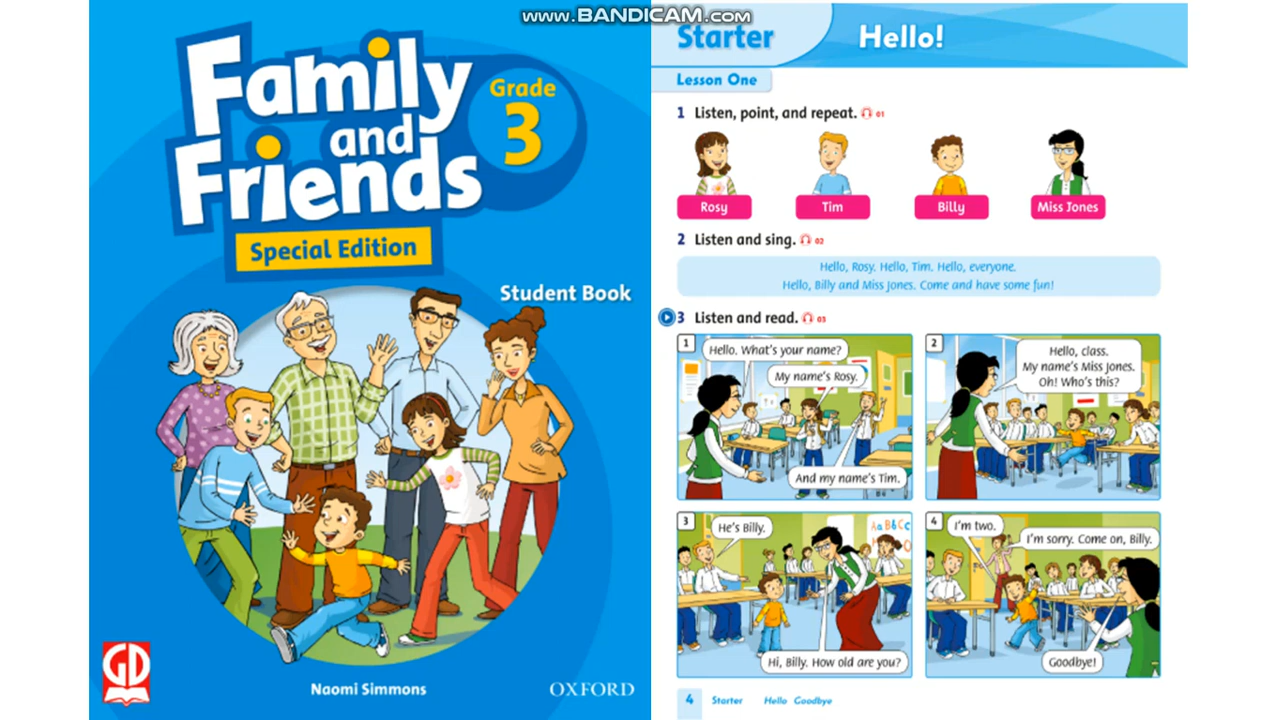 www.BANDICAM.com
Family
and
Friends
Grade
3
Special Edition
Student Book
GD
Naomi Simmons
OXFORD
Starter
Hello!
Lesson One
1 Listen, point, and repeat. 01
Rosy
Tim
Billy
Miss Jones
2 Listen and sing. 02
Hello, Rosy. Hello, Tim. Hello, everyone.
Hello, Billy and Miss Jones. Come and have some fun!
3 Listen and read. 03
1
Hello. What's your name?
My name's Rosy.
And my name's Tim.
2
Hello, class.
My name's Miss Jones.
Oh! Who's this?
3
He's Billy.
Aa Bb Cc
Hi, Billy. How old are you?
4
I'm two.
I'm sorry. Come on, Billy.
Goodbye!
4 Starter Hello Goodbye